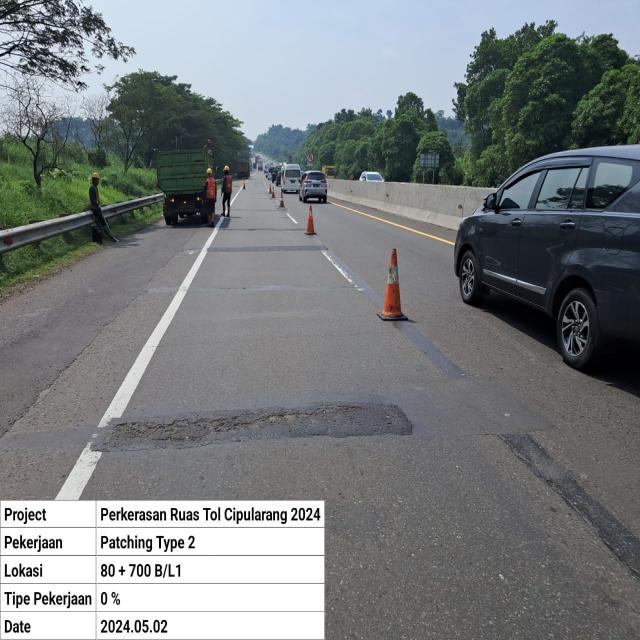 Project Perkerasan Ruas Tol Cipularang 2024
Pekerjaan Patching Type 2
Lokasi 80 + 700 B/L1
Tipe Pekerjaan 0 %
Date 2024.05.02